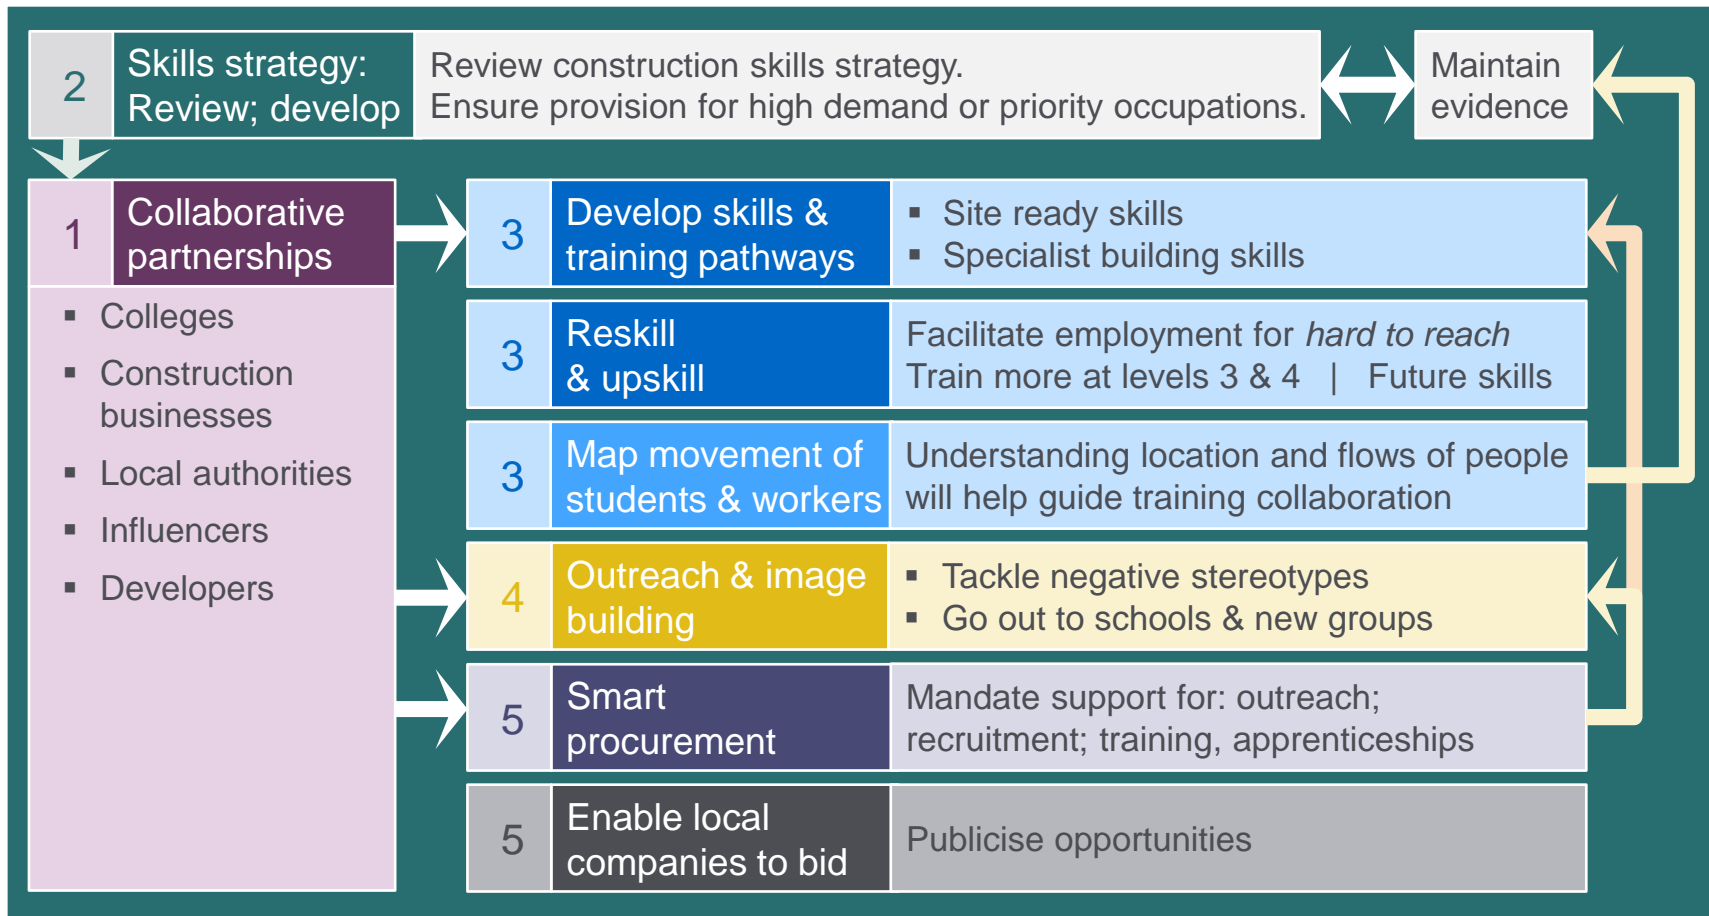 2
Skills strategy:
Review; develop
Review construction skills strategy.
Ensure provision for high demand or priority occupations.
Maintain
evidence
1
Collaborative
partnerships
▪ Colleges
▪ Construction
businesses
▪ Local authorities
▪ Influencers
▪ Developers
3
Develop skills &
training pathways
▪ Site ready skills
▪ Specialist building skills
3
Reskill
& upskill
Facilitate employment for hard to reach
Train more at levels 3 & 4 | Future skills
3
Map movement of
students & workers
Understanding location and flows of people
will help guide training collaboration
4
Outreach & image
building
▪ Tackle negative stereotypes
▪ Go out to schools & new groups
5
Smart
procurement
Mandate support for: outreach;
recruitment; training, apprenticeships
5
Enable local
companies to bid
Publicise opportunities